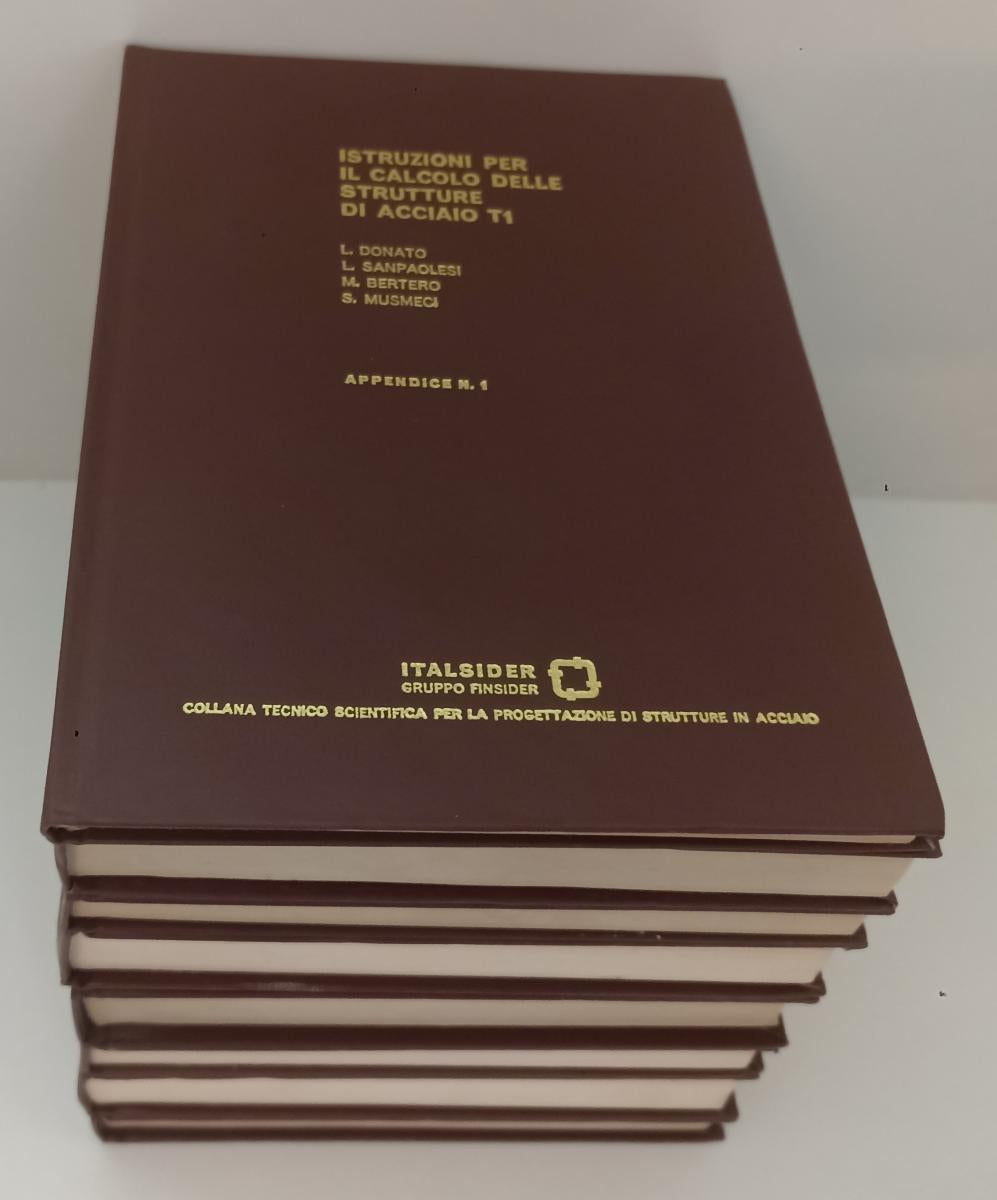 ISTRUZIONI PER
IL CALCOLO DELLE
STRUTTURE
DI ACCIAIO T1
L. DONATO
L. SANPAOLESI
M. BERTERO
S. MUSMECI
APPENDICE N. 1
ITALSIDER
GRUPPO FINSIDER
COLLANA TECNICO SCIENTIFICA PER LA PROGETTAZIONE DI STRUTTURE IN ACCIAIO